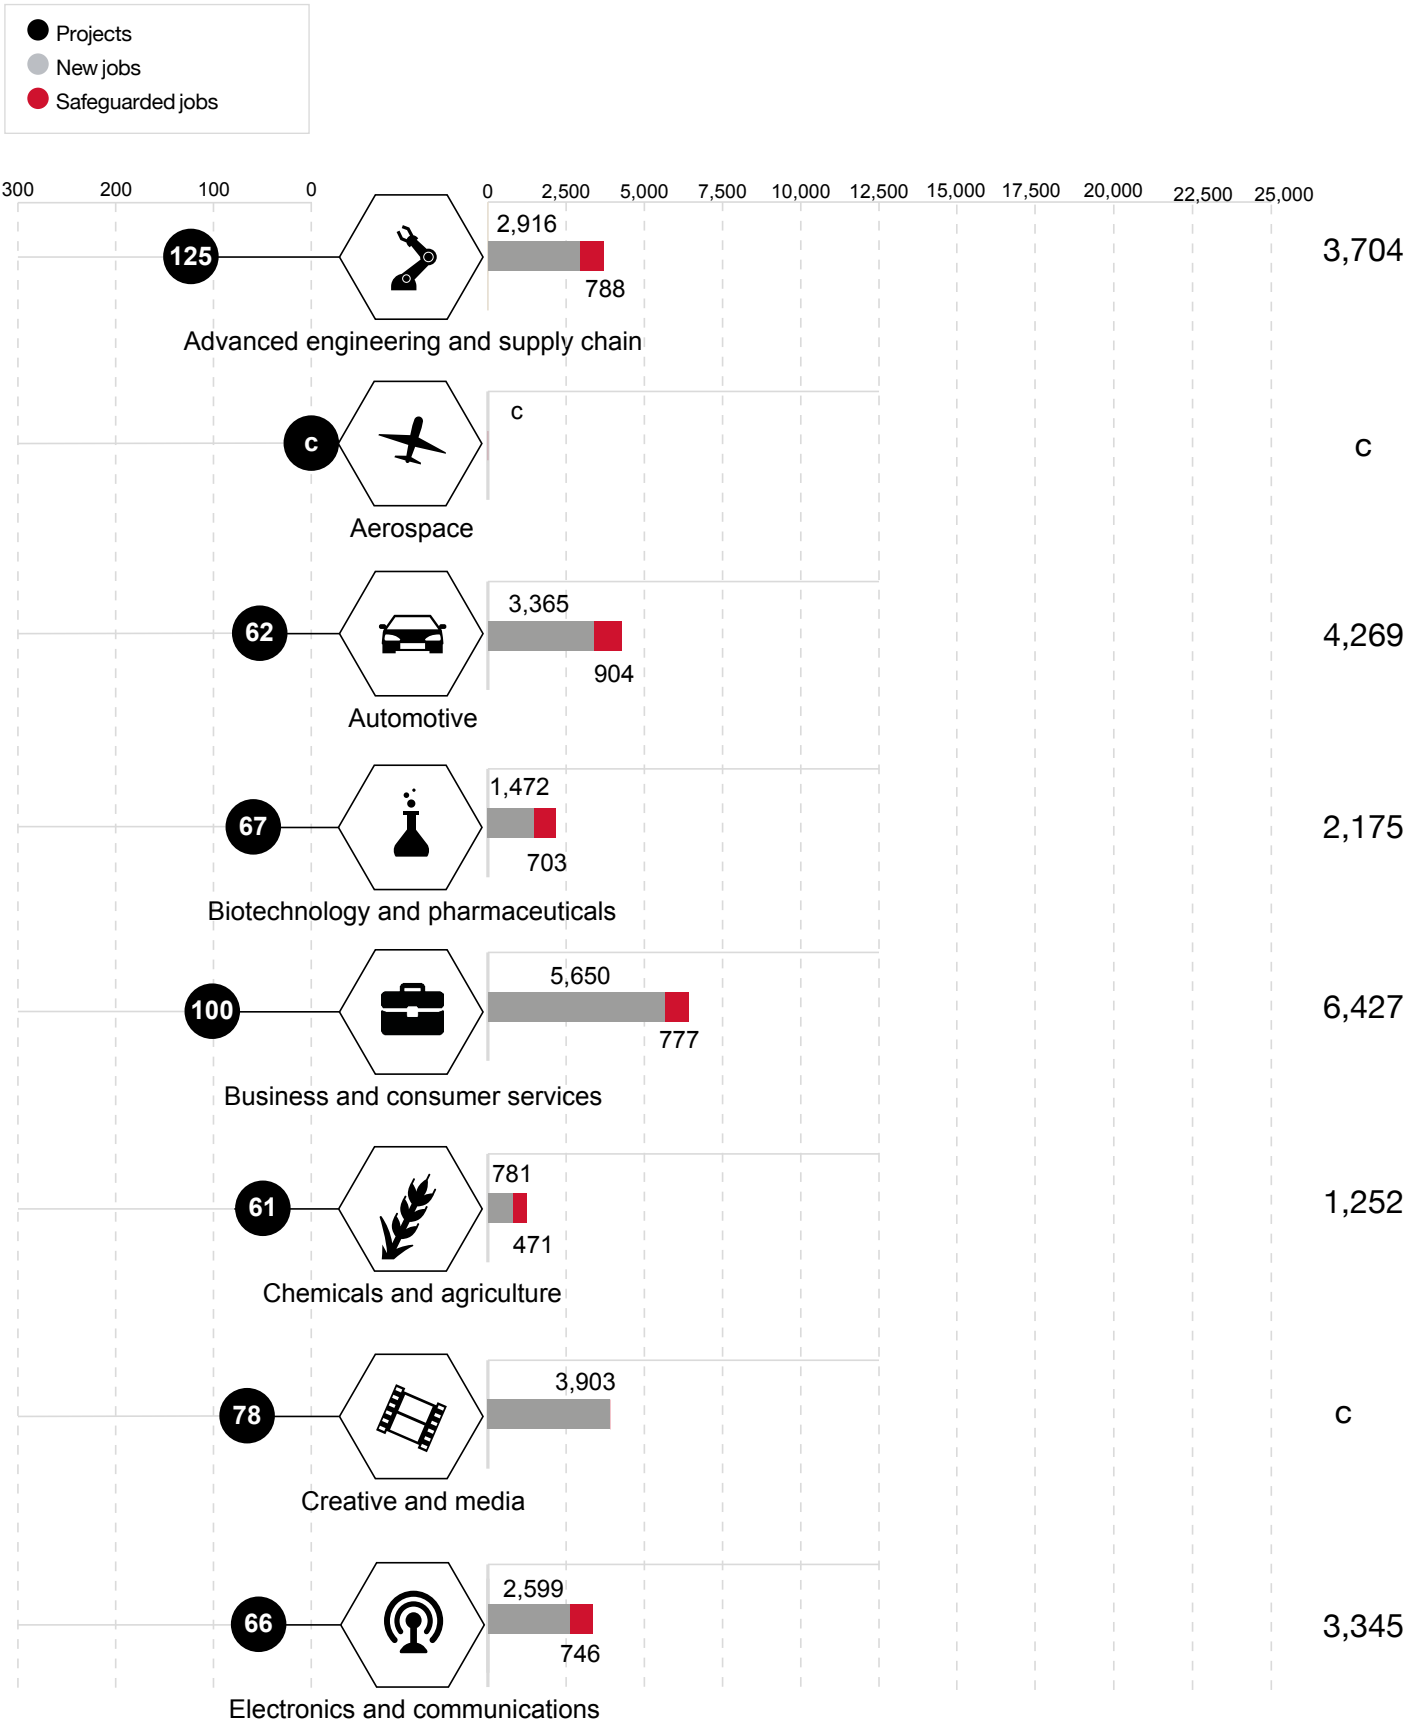 Projects
New jobs
Safeguarded jobs
300 200 100 0 0 2,500 5,000 7,500 10,000 12,500 15,000 17,500 20,000 22,500 25,000
2,916
125 3,704
788
Advanced engineering and supply chain
c
c c
Aerospace
3,365
62 4,269
904
Automotive
1,472
67 2,175
703
Biotechnology and pharmaceuticals
5,650
100 6,427
777
Business and consumer services
781
61 1,252
471
Chemicals and agriculture
3,903
78 c
Creative and media
2,599
66 3,345
746
Electronics and communications